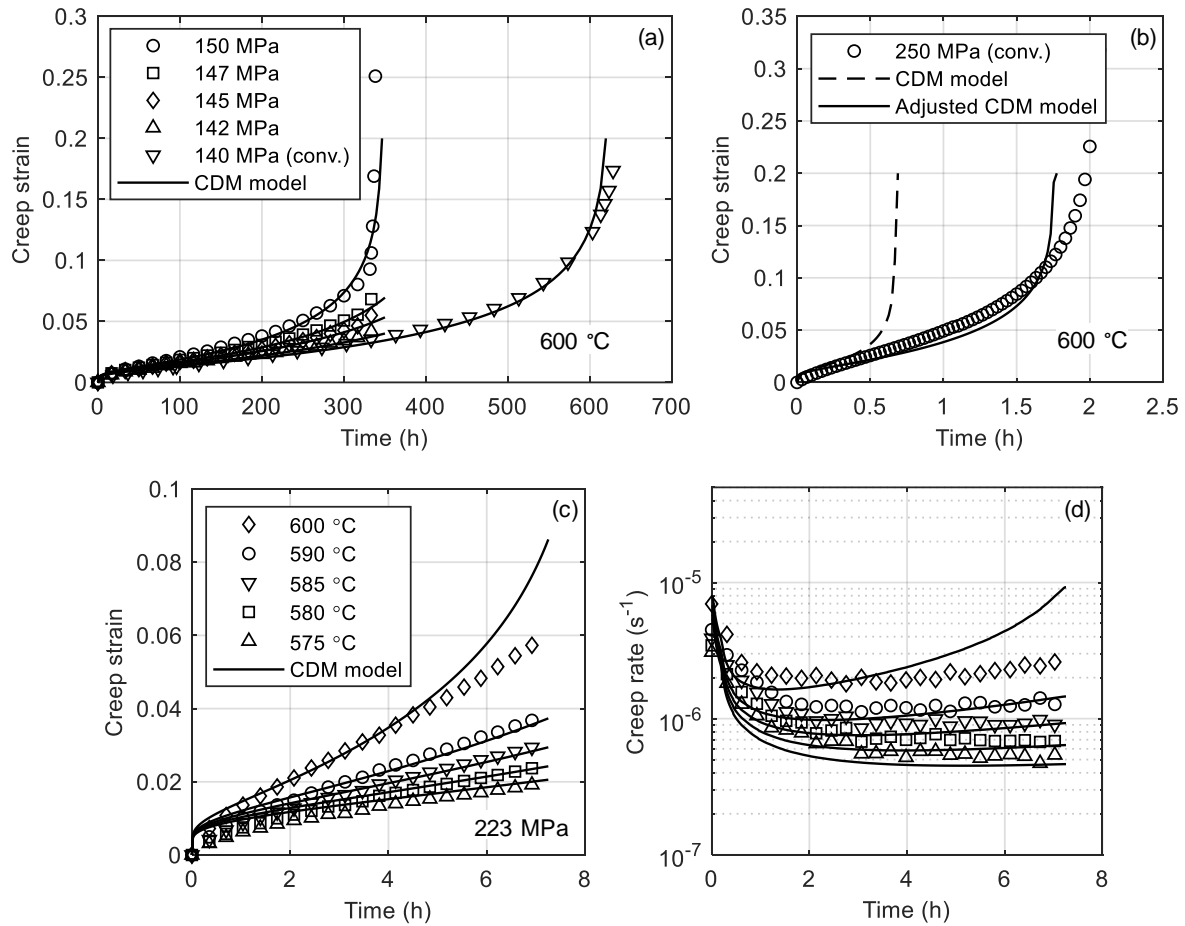 0.3
0.25
0.2
0.15
0.1
0.05
0
Creep strain
150 MPa
147 MPa
145 MPa
142 MPa
140 MPa (conv.)
CDM model
(a)
600 °C
0 100 200 300 400 500 600 700
Time (h)
0.35
0.3
0.25
0.2
0.15
0.1
0.05
0
Creep strain
250 MPa (conv.)
CDM model
Adjusted CDM model
(b)
600 °C
0 0.5 1 1.5 2 2.5
Time (h)
0.1
0.08
0.06
0.04
0.02
0
Creep strain
600 °C
590 °C
585 °C
580 °C
575 °C
CDM model
(c)
223 MPa
0 2 4 6 8
Time (h)
10⁻⁵
10⁻⁶
10⁻⁷
Creep rate (s⁻¹)
(d)
0 2 4 6 8
Time (h)